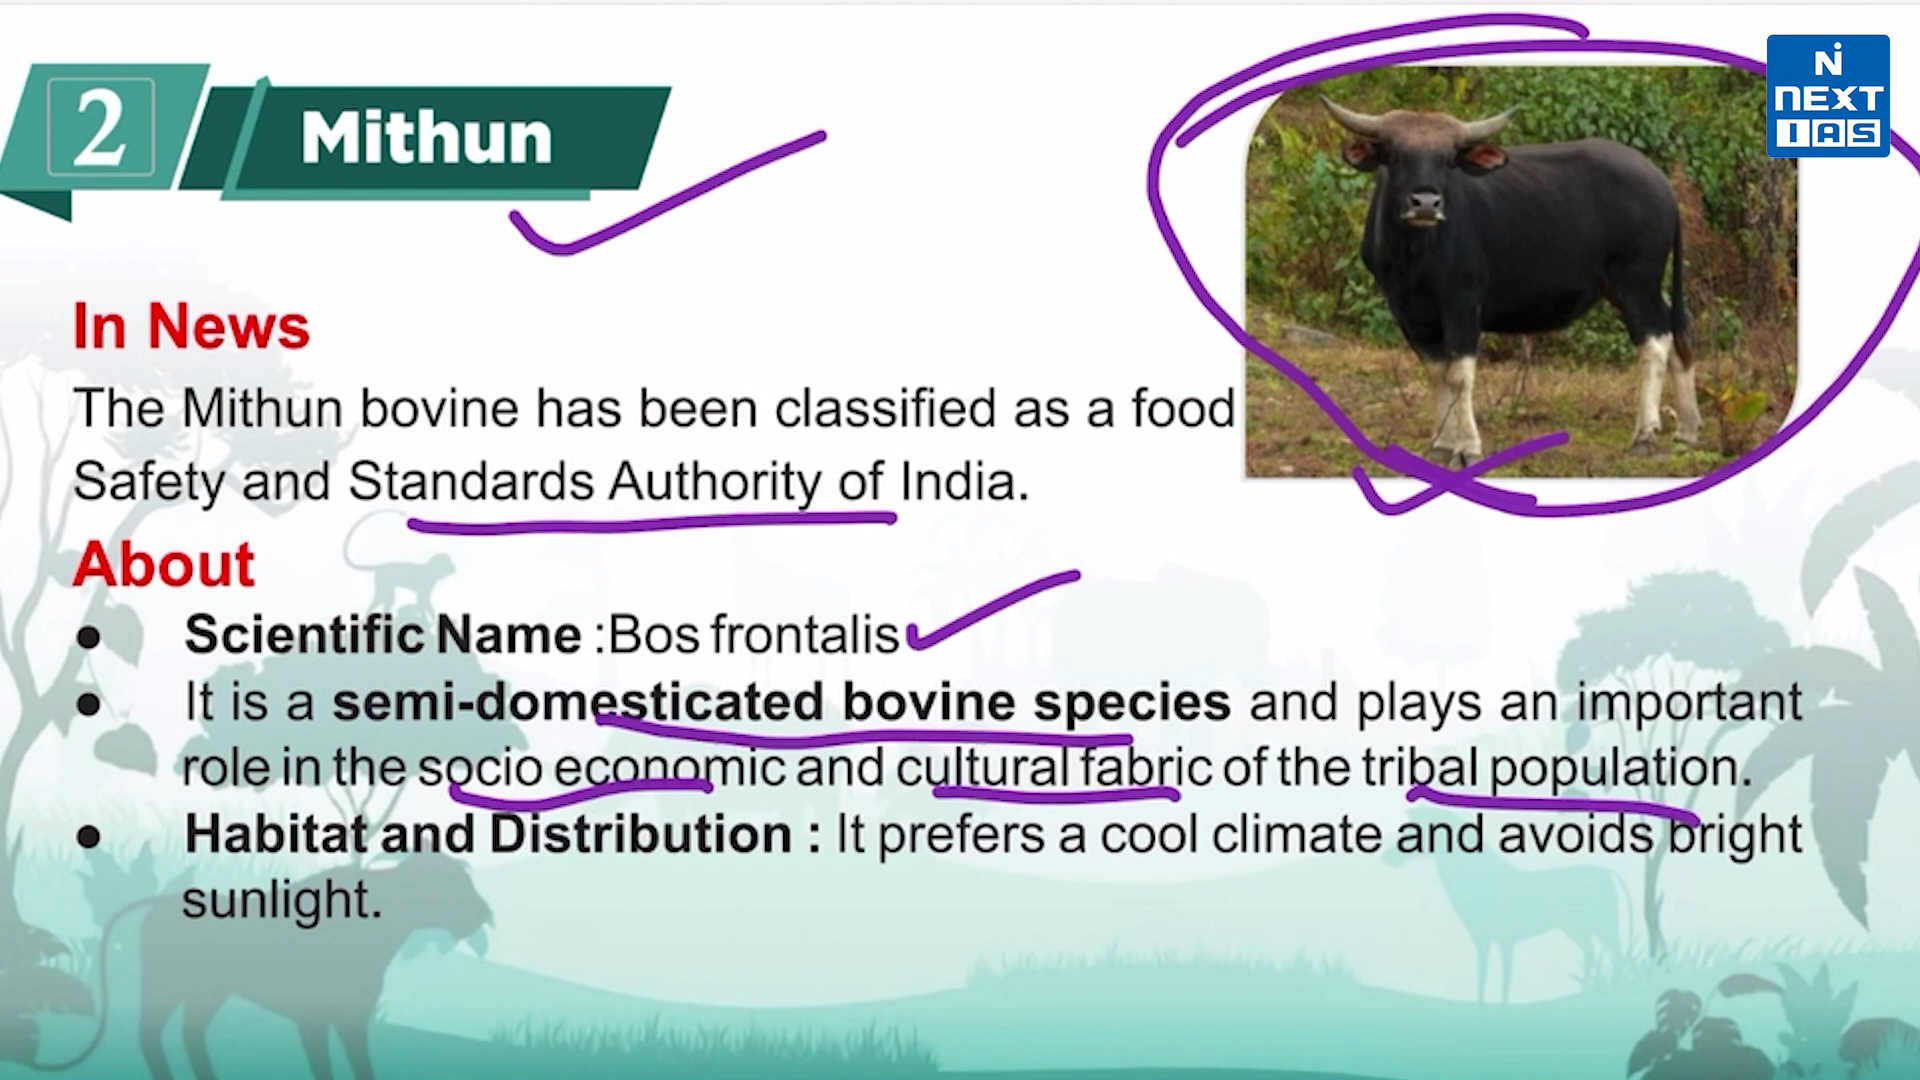 2
Mithun
N
NEXT
IAS
In News
The Mithun bovine has been classified as a food
Safety and Standards Authority of India.
About
● Scientific Name :Bos frontalis
● It is a semi-domesticated bovine species and plays an important
role in the socio economic and cultural fabric of the tribal population.
● Habitat and Distribution : It prefers a cool climate and avoids bright
sunlight.